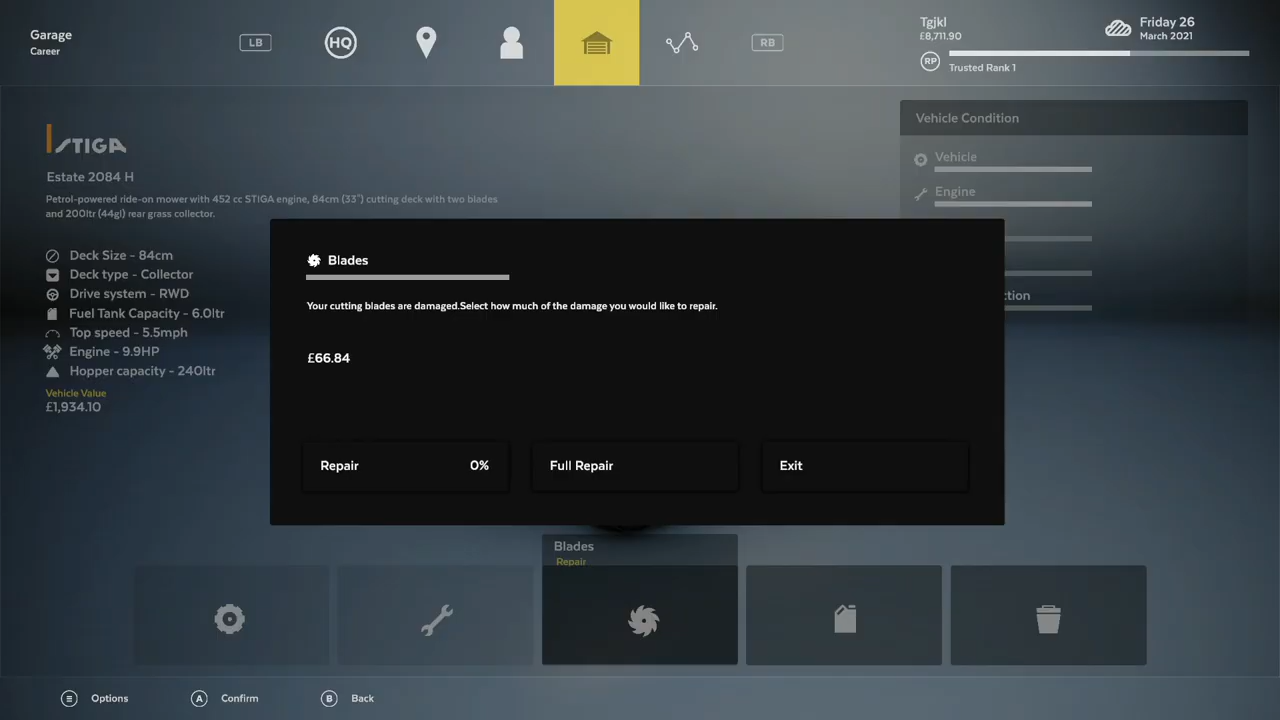 Garage
Career
LB
HQ
RB
Tgjkl
£8,711.90
Friday 26
March 2021
RP
Trusted Rank 1
STIGA
Estate 2084 H
Petrol-powered ride-on mower with 452 cc STIGA engine, 84cm (33") cutting deck with two blades
and 200ltr (44gl) rear grass collector.
Deck Size - 84cm
Deck type - Collector
Drive system - RWD
Fuel Tank Capacity - 6.0ltr
Top speed - 5.5mph
Engine - 9.9HP
Hopper capacity - 240ltr
Vehicle Value
£1,934.10
Vehicle Condition
Vehicle
Engine
ction
Blades
Your cutting blades are damaged.Select how much of the damage you would like to repair.
£66.84
Repair 0%
Full Repair
Exit
Blades
Repair
Options
A Confirm
B Back